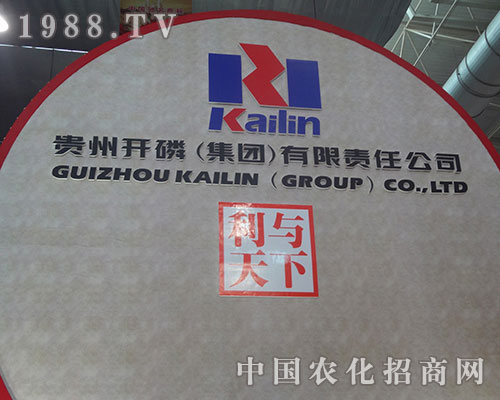 1988.TV
Kailin
贵州开磷(集团)有限责任公司
GUIZHOU KAILIN (GROUP) CO.,LTD
利与
天下
中国农化招商网